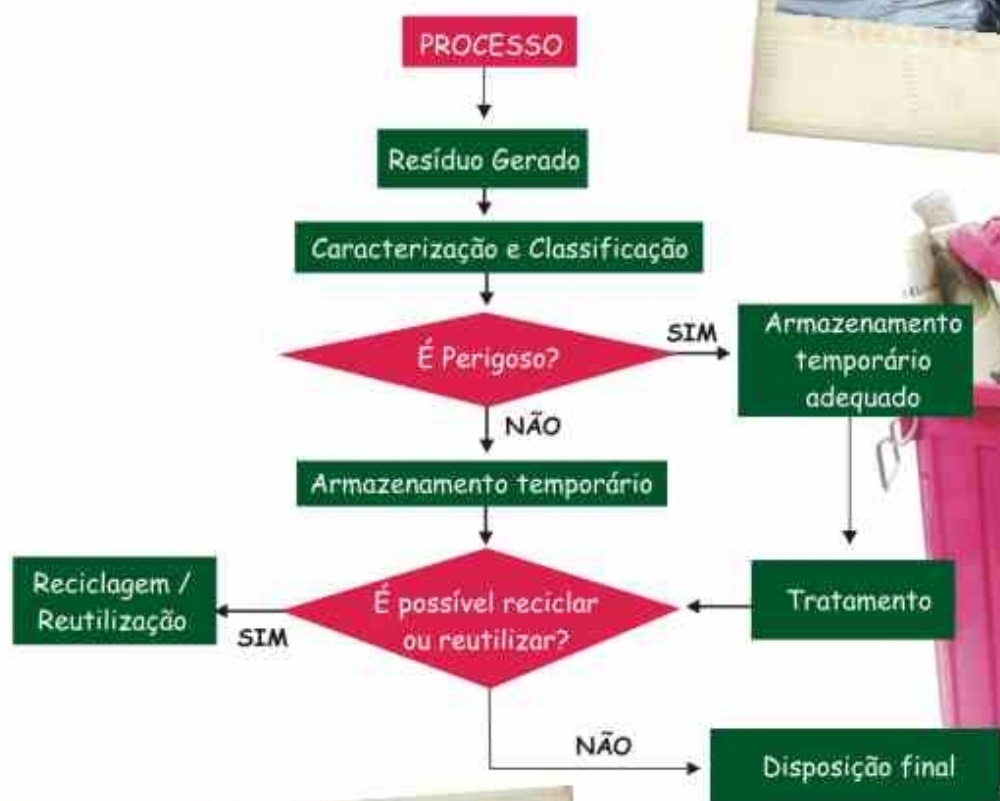 PROCESSO
Resíduo Gerado
Caracterização e Classificação
É Perigoso?
SIM
Armazenamento
temporário
adequado
NÃO
Armazenamento temporário
É possível reciclar
ou reutilizar?
Tratamento
SIM
Reciclagem /
Reutilização
NÃO
Disposição final